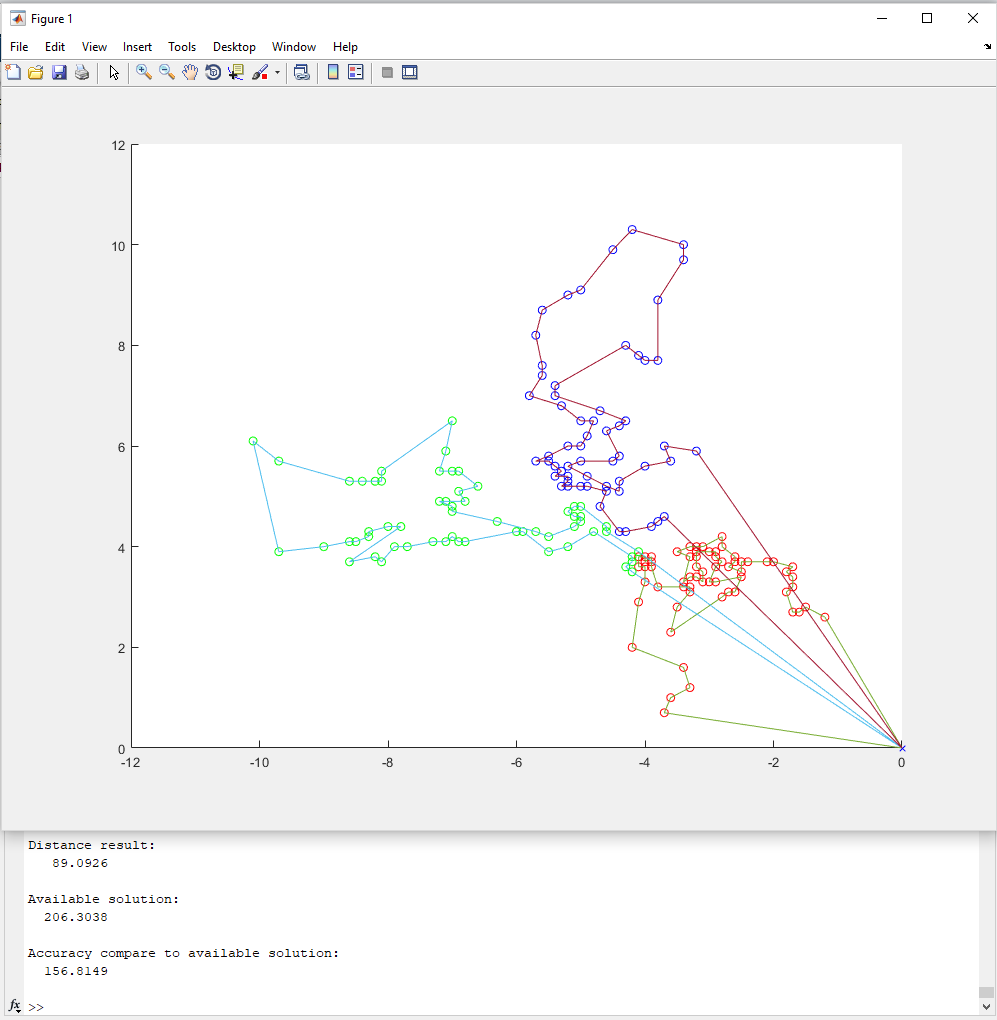 Figure 1
File Edit View Insert Tools Desktop Window Help
12
10
8
6
4
2
0
-12 -10 -8 -6 -4 -2 0
Distance result:
89.0926
Available solution:
206.3038
Accuracy compare to available solution:
156.8149
fx >>